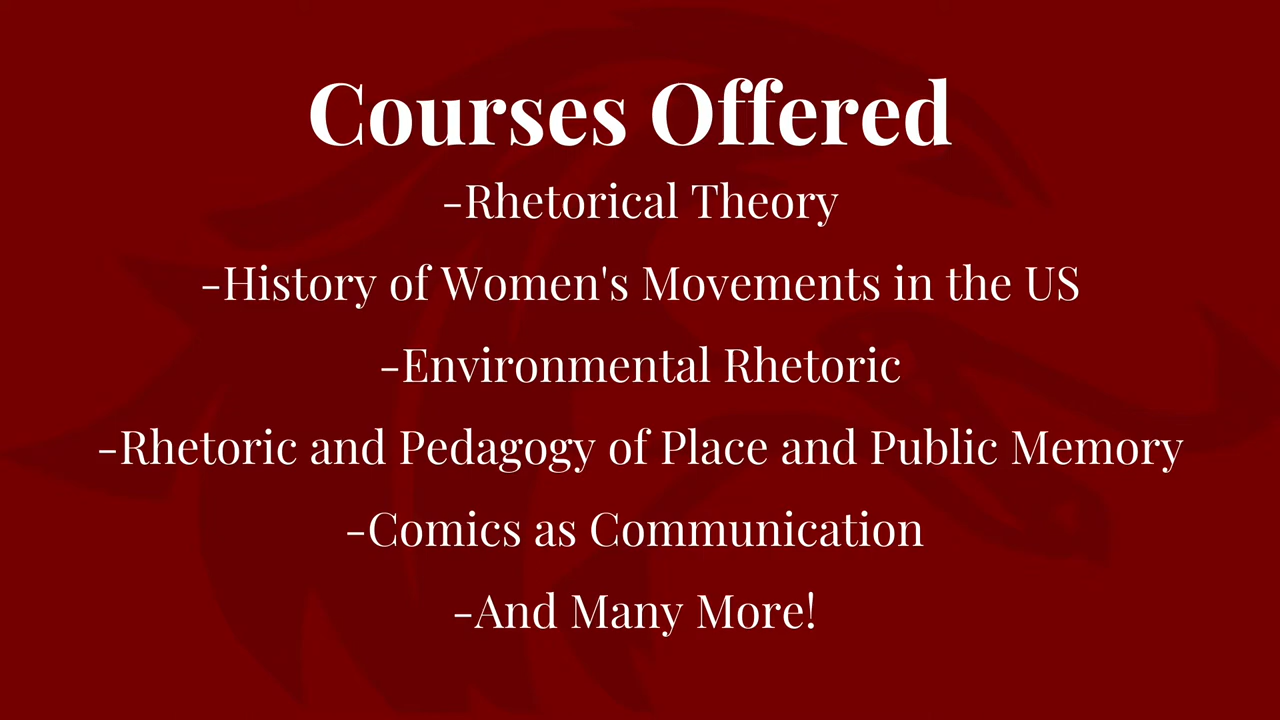 Courses Offered
-Rhetorical Theory
-History of Women's Movements in the US
-Environmental Rhetoric
-Rhetoric and Pedagogy of Place and Public Memory
-Comics as Communication
-And Many More!